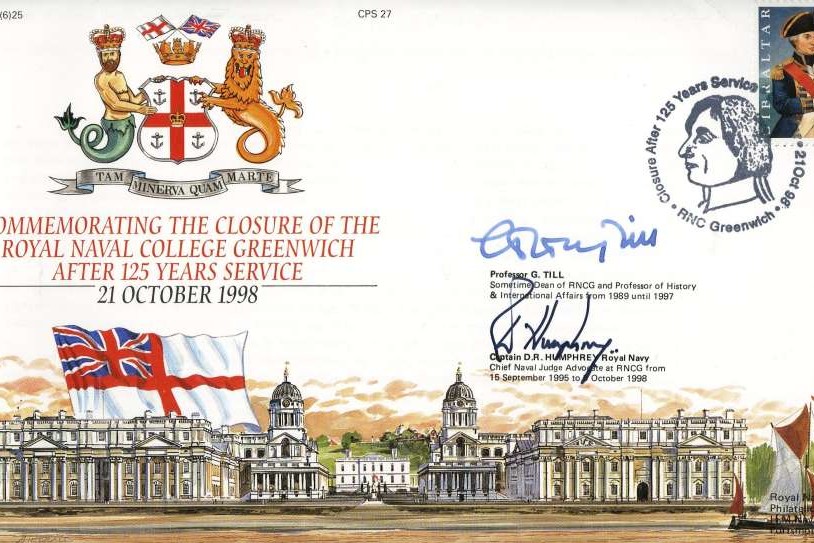 (6)25
CPS 27
GIBRALTAR
Closure After 125 Years Service • 21 Oct 98 • RNC Greenwich •
TAM MINERVA QUAM MARTE
OMMEMORATING THE CLOSURE OF THE
ROYAL NAVAL COLLEGE GREENWICH
AFTER 125 YEARS SERVICE
21 OCTOBER 1998
Professor G. TILL
Sometime Dean of RNCG and Professor of History
& International Affairs from 1989 until 1997
Captain D.R. HUMPHREY Royal Navy
Chief Naval Judge Advocate at RNCG from
15 September 1995 to October 1998
Royal Na
Philatel